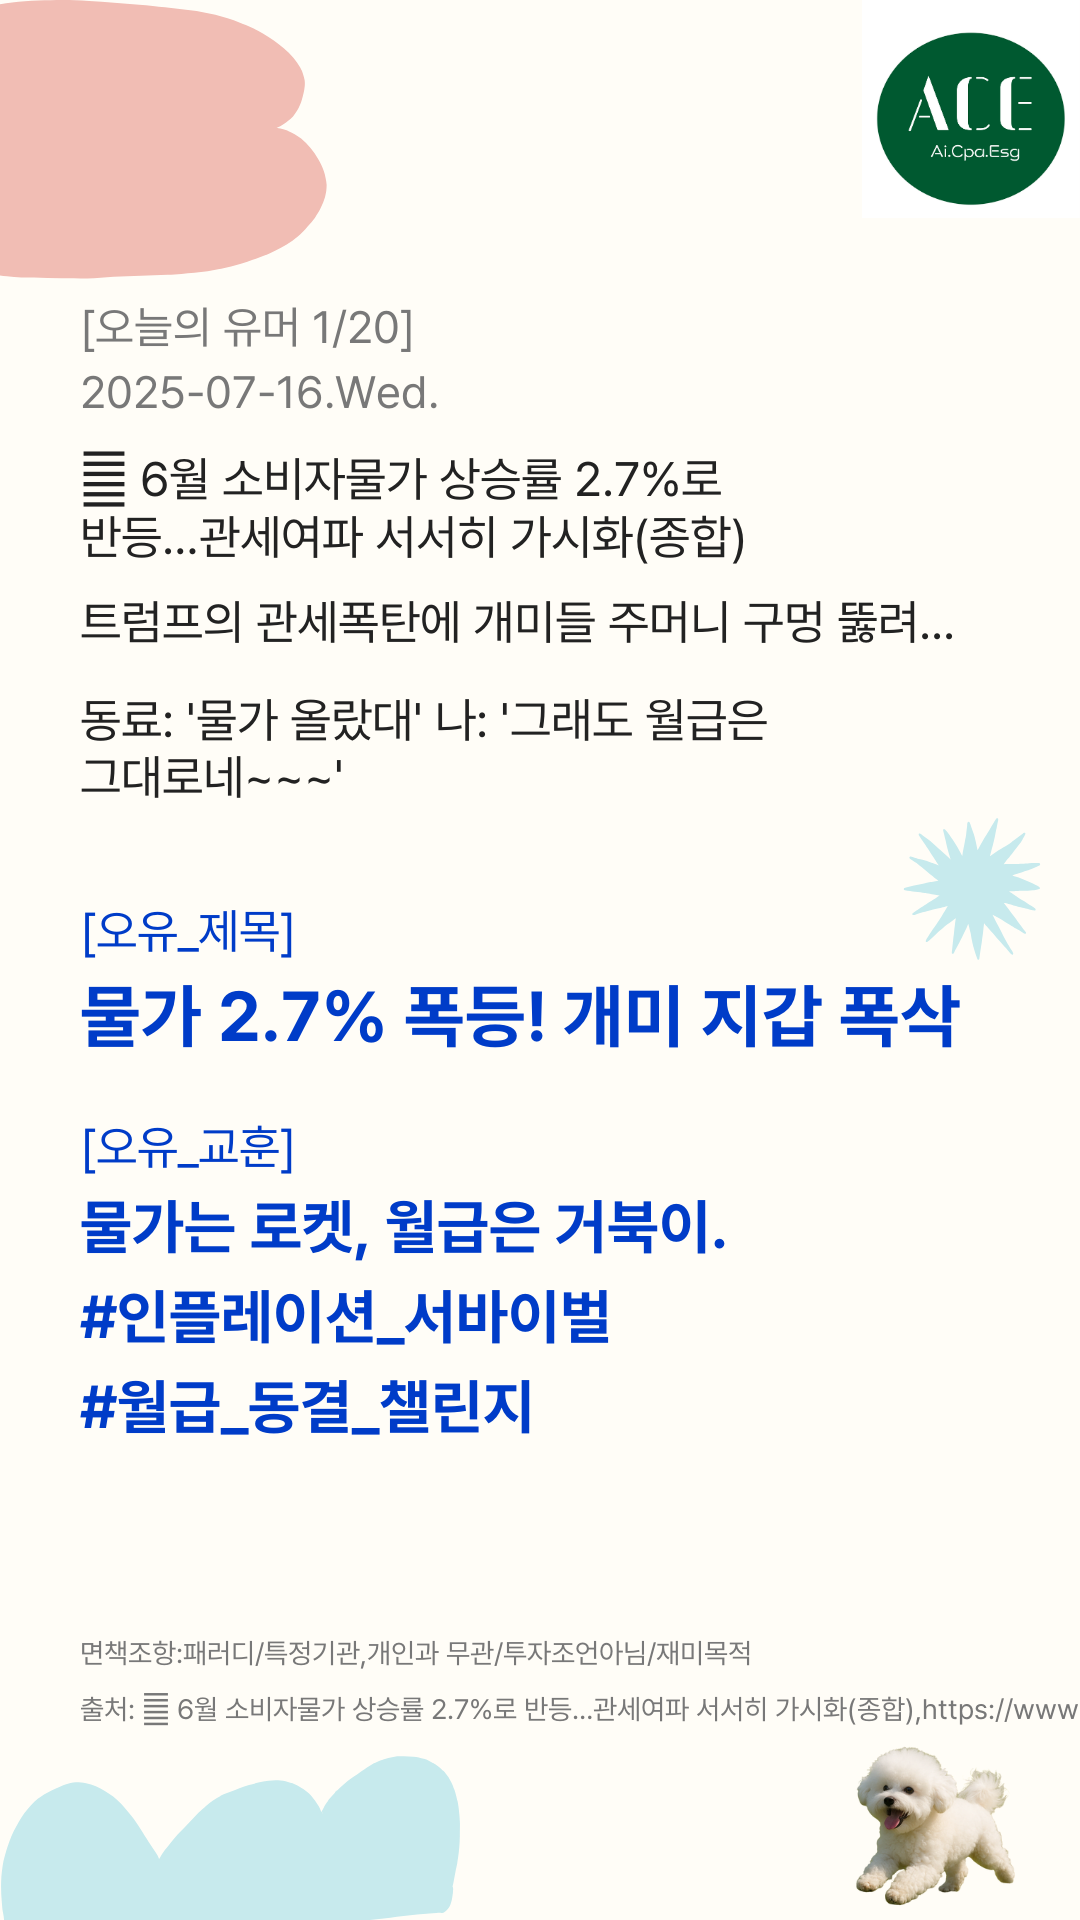 ACE
Ai.Cpa.Esg
[오늘의 유머 1/20]
2025-07-16.Wed.
6월 소비자물가 상승률 2.7%로
반등...관세여파 서서히 가시화(종합)
트럼프의 관세폭탄에 개미들 주머니 구멍 뚫려...
동료: '물가 올랐대' 나: '그래도 월급은
그대로네~~~'
[오유_제목]
물가 2.7% 폭등! 개미 지갑 폭삭
[오유_교훈]
물가는 로켓, 월급은 거북이.
#인플레이션_서바이벌
#월급_동결_챌린지
면책조항:패러디/특정기관,개인과 무관/투자조언아님/재미목적
출처: 6월 소비자물가 상승률 2.7%로 반등...관세여파 서서히 가시화(종합),https://www